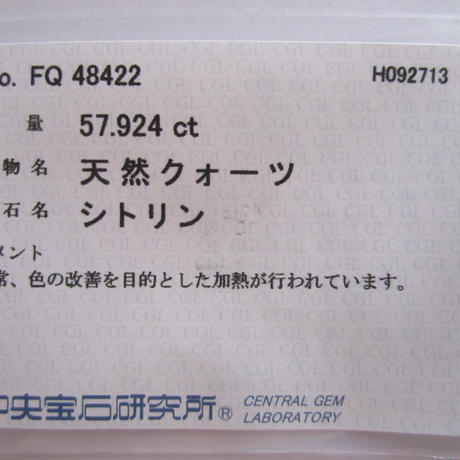 o. FQ 48422 H092713
量 57.924 ct
物名 天然クォーツ
石名 シトリン
メント
常、色の改善を目的とした加熱が行われています。
中央宝石研究所® CENTRAL GEM
LABORATORY